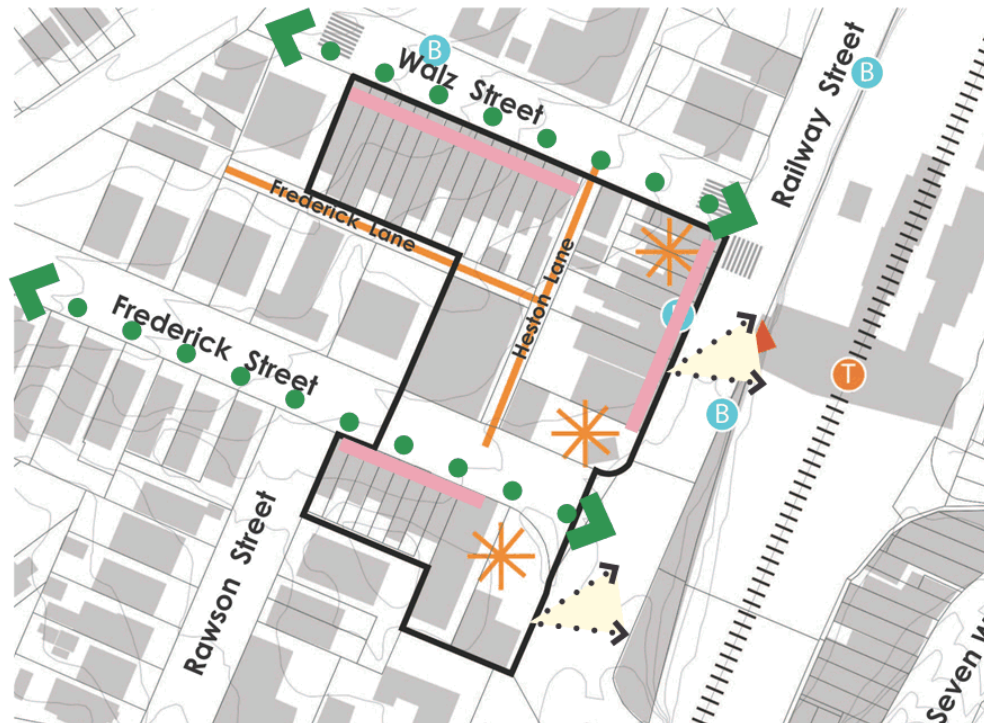 B
Walz Street
Railway Street
B
Frederick Lane
Heston Lane
Frederick Street
T
B
Rawson Street
Seven W